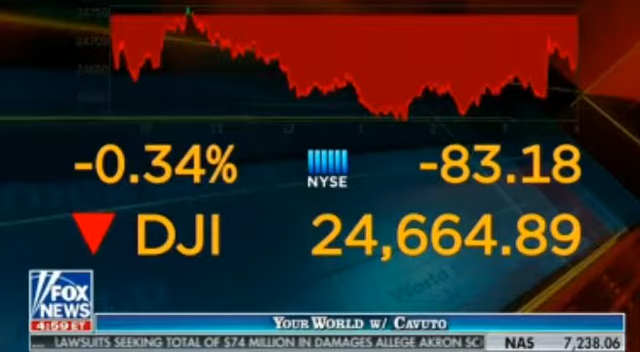 -0.34%
NYSE
-83.18
DJI
24,664.89
FOX
NEWS
4:59 ET
YOUR WORLD W/ CAVUTO
LAWSUITS SEEKING TOTAL OF $74 MILLION IN DAMAGES ALLEGE AKRON SC
NAS 7,238.06